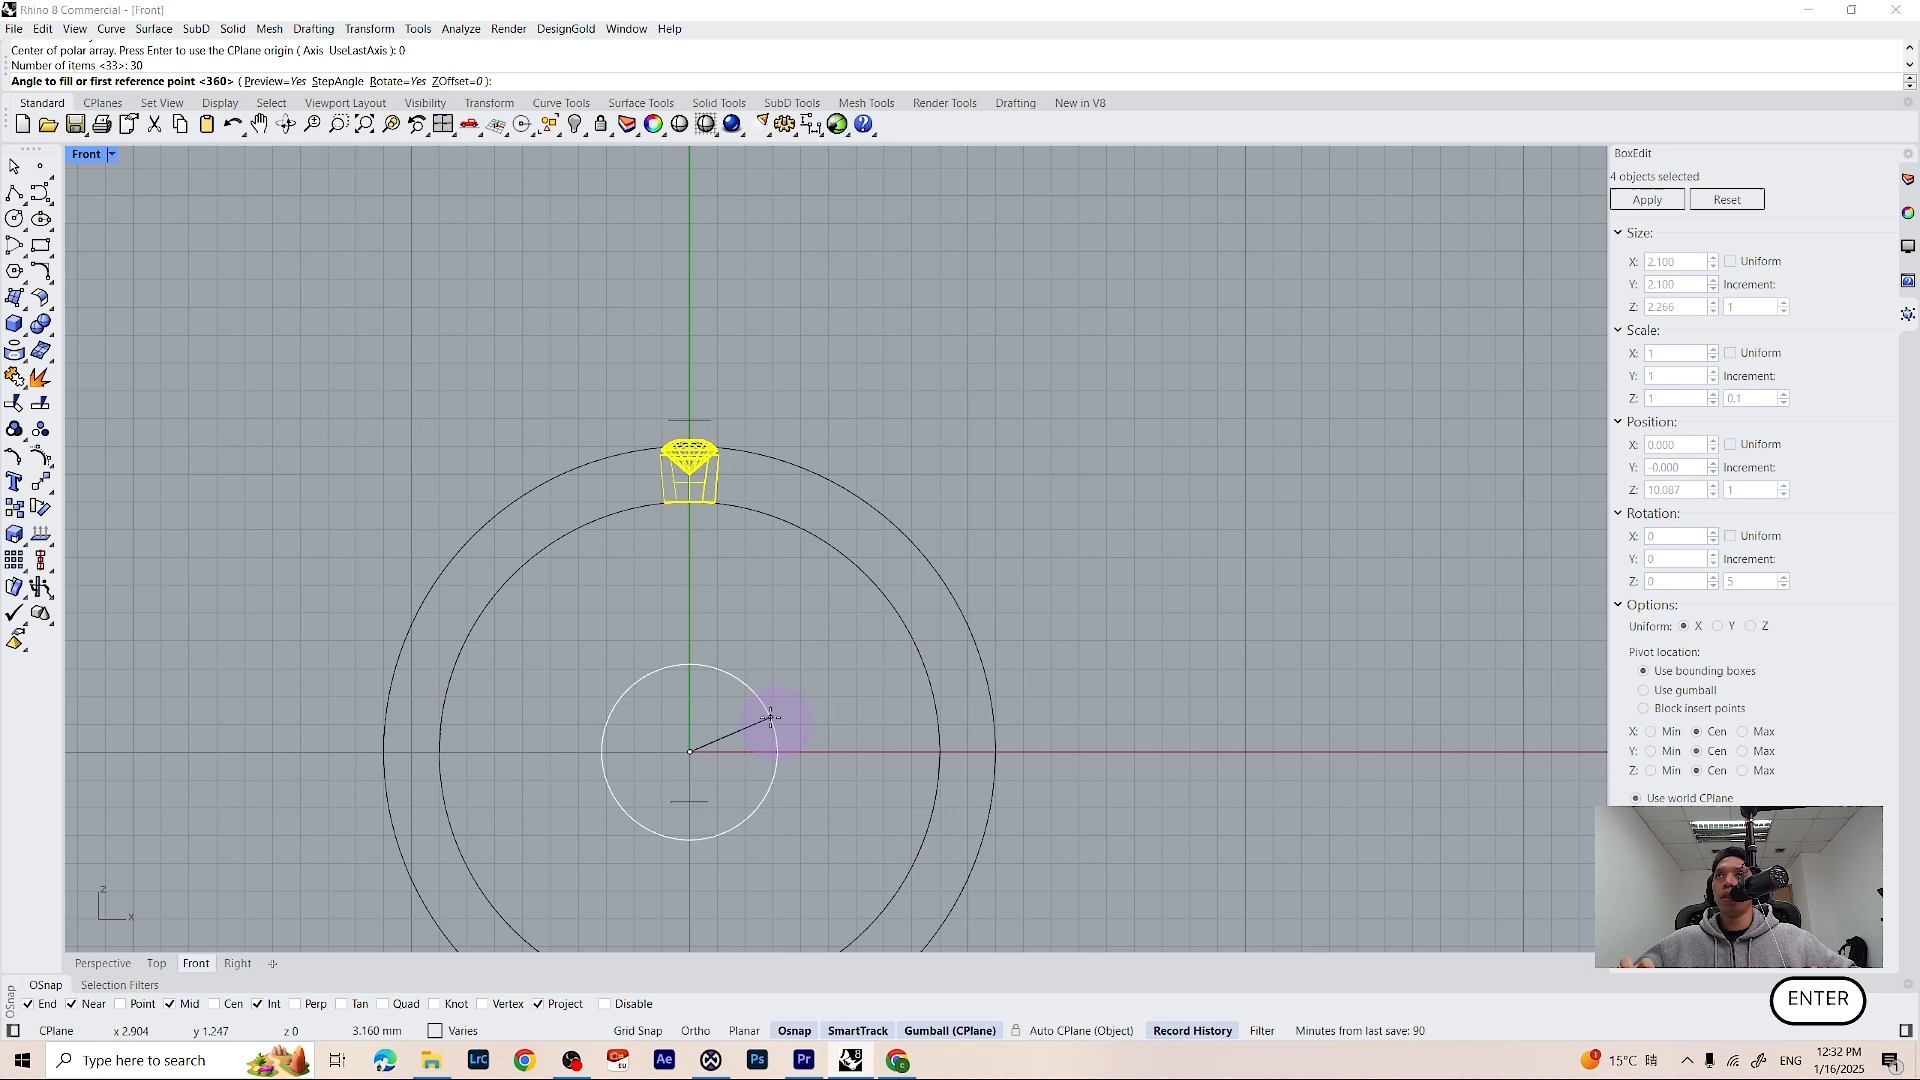 Rhino 8 Commercial - [Front]
File Edit View Curve Surface SubD Solid Mesh Drafting Transform Tools Analyze Render DesignGold Window Help
Center of polar array. Press Enter to use the CPlane origin ( Axis UseLastAxis ): 0
Number of items <33>: 30
Angle to fill or first reference point <360> ( Preview=Yes StepAngle Rotate=Yes ZOffset=0 ):
Standard CPlanes Set View Display Select Viewport Layout Visibility Transform Curve Tools Surface Tools Solid Tools SubD Tools Mesh Tools Render Tools Drafting New in V8
Front
BoxEdit
4 objects selected
Apply Reset
Size:
X: 2.100 Uniform
Y: 2.100 Increment:
Z: 2.266 1
Scale:
X: 1 Uniform
Y: 1 Increment:
Z: 1 0.1
Position:
X: 0.000 Uniform
Y: -0.000 Increment:
Z: 10.087 1
Rotation:
X: 0 Uniform
Y: 0 Increment:
Z: 0 5
Options:
Uniform: X Y Z
Pivot location:
Use bounding boxes
Use gumball
Block insert points
X: Min Cen Max
Y: Min Cen Max
Z: Min Cen Max
Use world CPlane
z
x
ENTER
Perspective Top Front Right
OSnap Selection Filters
OSnap
End Near Point Mid Cen Int Perp Tan Quad Knot Vertex Project Disable
CPlane x 2.904 y 1.247 z 0 3.160 mm Varies Grid Snap Ortho Planar Osnap SmartTrack Gumball (CPlane) Auto CPlane (Object) Record History Filter Minutes from last save: 90
Type here to search LrC EU Ae Ps Pr 1 15°C 晴 ENG 12:32 PM
1/16/2025
1